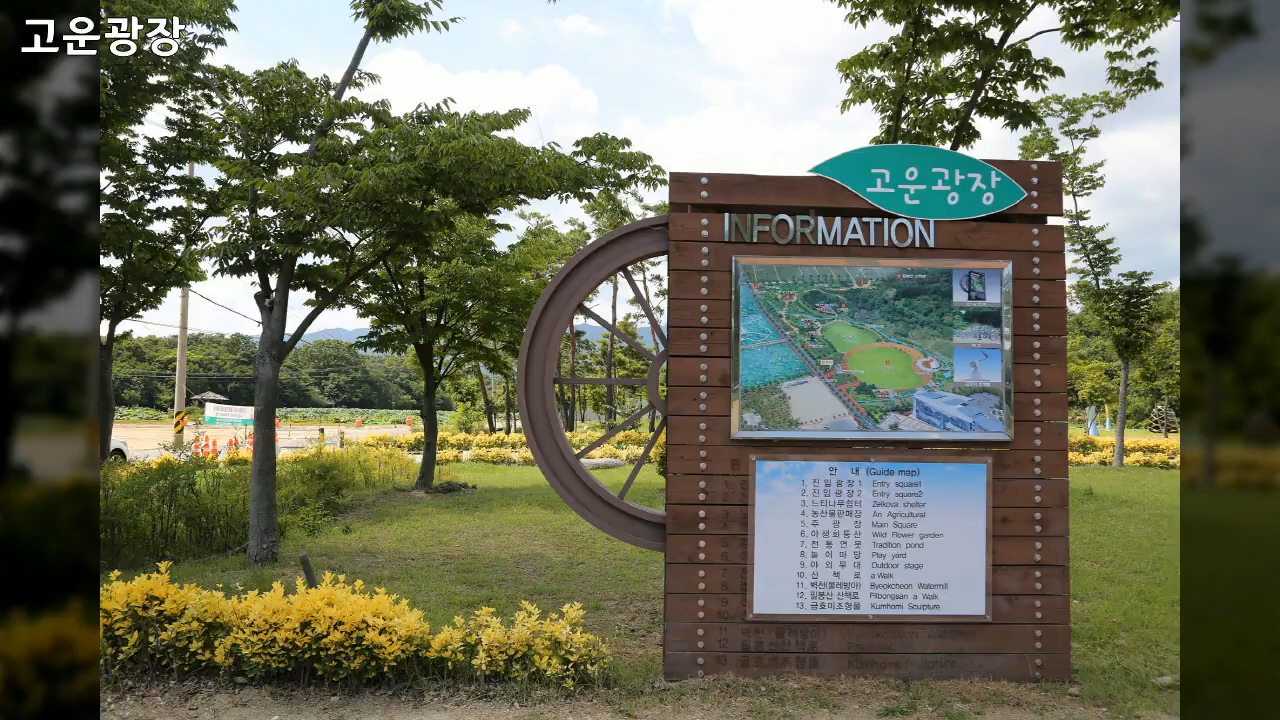 고운광장
고운광장
INFORMATION
안 내 (Guide map)
1. 진입광장1 Entry square1
2. 진입광장2 Entry square2
3. 느티나무쉼터 Zelkova shelter
4. 농산물판매장 An Agricultural
5. 주 광 장 Main Square
6. 야생화동산 Wild Flower garden
7. 전통연못 Tradition pond
8. 놀이마당 Play yard
9. 야외무대 Outdoor stage
10. 산 책 로 a Walk
11. 벽천(물레방아) Byeokcheon Watermill
12. 필봉산 산책로 Pilbongsan a Walk
13. 금호미조형물 Kumhomi Sculpture